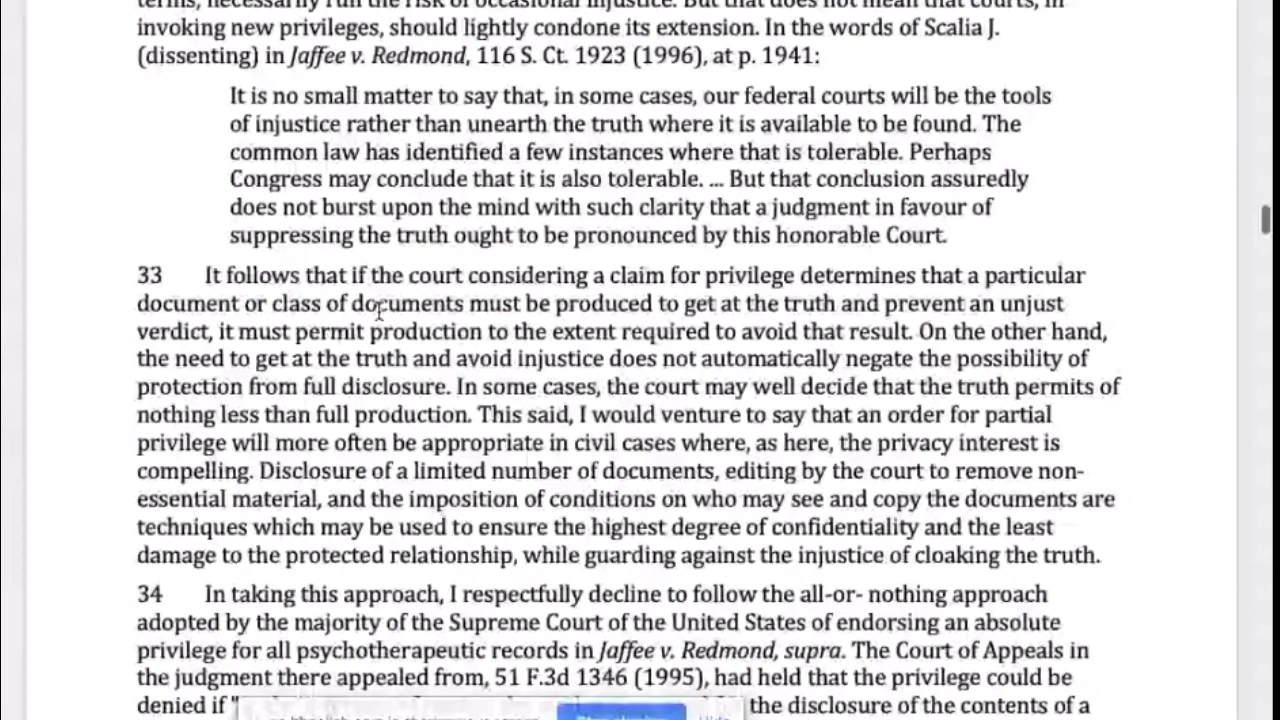 invoking new privileges, should lightly condone its extension. In the words of Scalia J.
(dissenting) in Jaffee v. Redmond, 116 S. Ct. 1923 (1996), at p. 1941:
It is no small matter to say that, in some cases, our federal courts will be the tools
of injustice rather than unearth the truth where it is available to be found. The
common law has identified a few instances where that is tolerable. Perhaps
Congress may conclude that it is also tolerable. ... But that conclusion assuredly
does not burst upon the mind with such clarity that a judgment in favour of
suppressing the truth ought to be pronounced by this honorable Court.
33 It follows that if the court considering a claim for privilege determines that a particular
document or class of documents must be produced to get at the truth and prevent an unjust
verdict, it must permit production to the extent required to avoid that result. On the other hand,
the need to get at the truth and avoid injustice does not automatically negate the possibility of
protection from full disclosure. In some cases, the court may well decide that the truth permits of
nothing less than full production. This said, I would venture to say that an order for partial
privilege will more often be appropriate in civil cases where, as here, the privacy interest is
compelling. Disclosure of a limited number of documents, editing by the court to remove non-
essential material, and the imposition of conditions on who may see and copy the documents are
techniques which may be used to ensure the highest degree of confidentiality and the least
damage to the protected relationship, while guarding against the injustice of cloaking the truth.
34 In taking this approach, I respectfully decline to follow the all-or- nothing approach
adopted by the majority of the Supreme Court of the United States of endorsing an absolute
privilege for all psychotherapeutic records in Jaffee v. Redmond, supra. The Court of Appeals in
the judgment there appealed from, 51 F.3d 1346 (1995), had held that the privilege could be
denied if " the disclosure of the contents of a